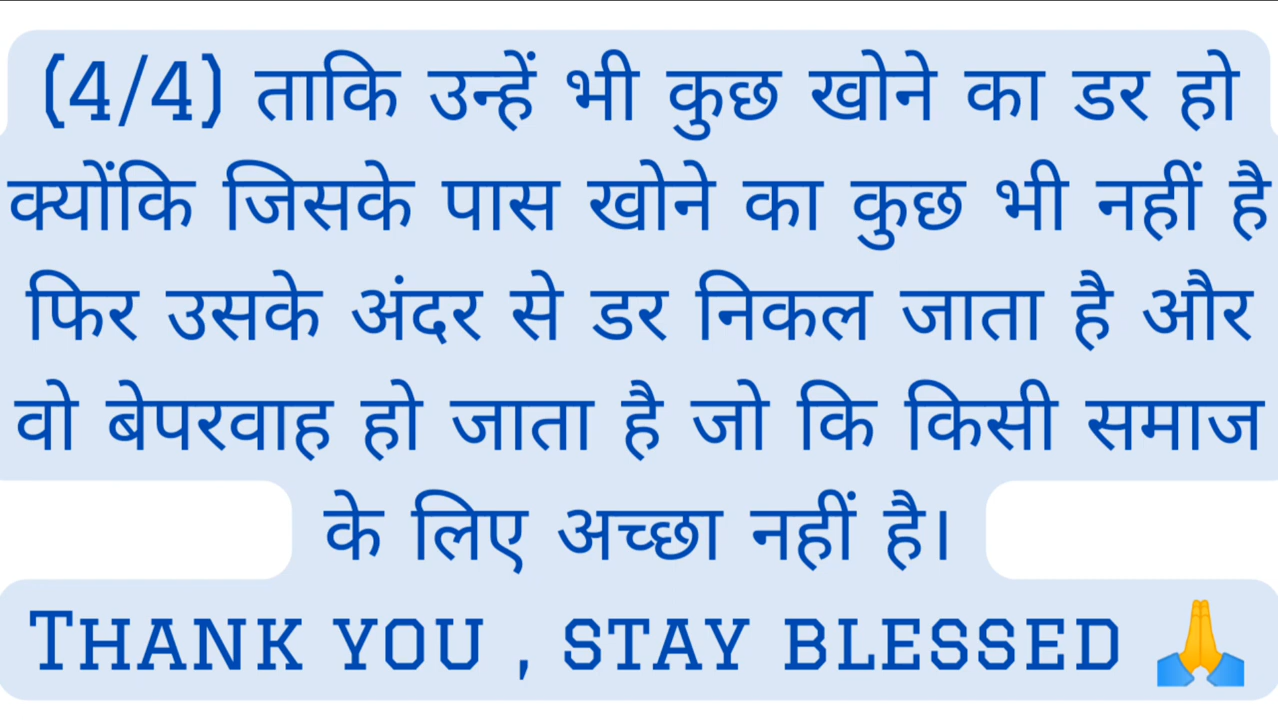 (4/4) ताकि उन्हें भी कुछ खोने का डर हो
क्योंकि जिसके पास खोने का कुछ भी नहीं है
फिर उसके अंदर से डर निकल जाता है और
वो बेपरवाह हो जाता है जो कि किसी समाज
के लिए अच्छा नहीं है।
THANK YOU , STAY BLESSED 🙏